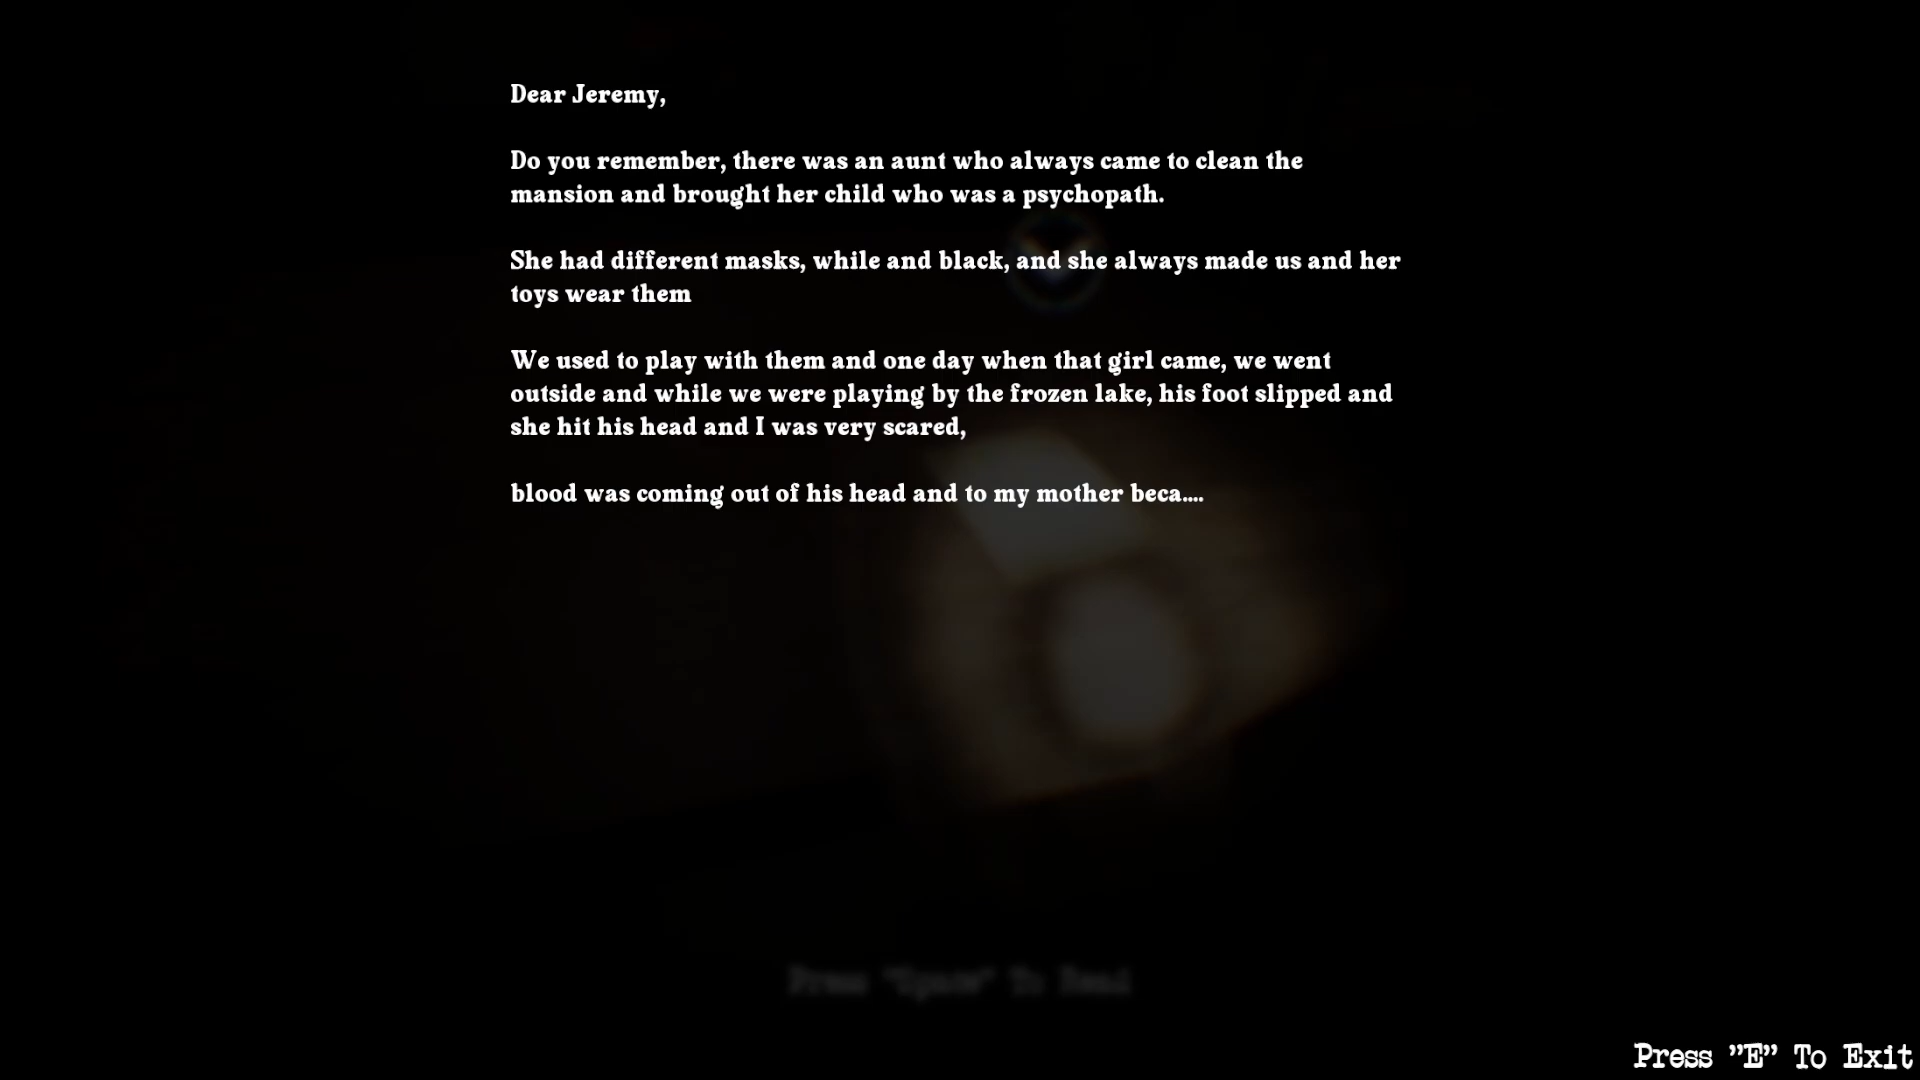 Dear Jeremy,
Do you remember, there was an aunt who always came to clean the
mansion and brought her child who was a psychopath.
She had different masks, while and black, and she always made us and her
toys wear them
We used to play with them and one day when that girl came, we went
outside and while we were playing by the frozen lake, his foot slipped and
she hit his head and I was very scared,
blood was coming out of his head and to my mother beca....
Press "Space" To Read
Press "E" To Exit